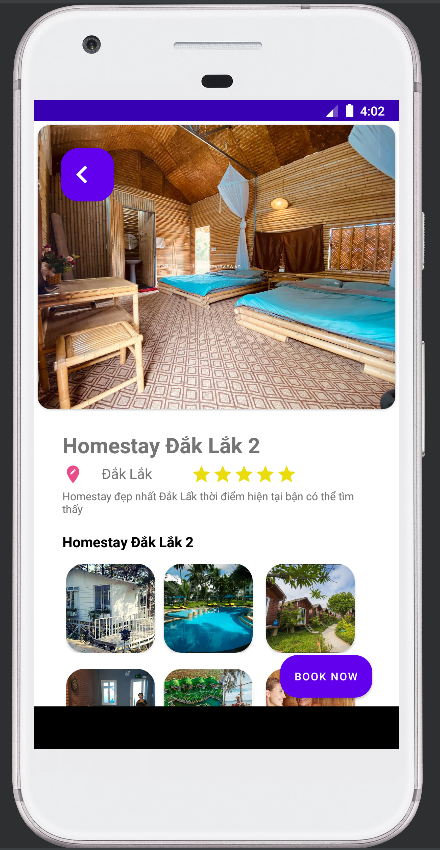 4:02
Homestay Đắk Lắk 2
Đắk Lắk
Homestay đẹp nhất Đắk Lắk thời điểm hiện tại bận có thể tìm
thấy
Homestay Đắk Lắk 2
BOOK NOW